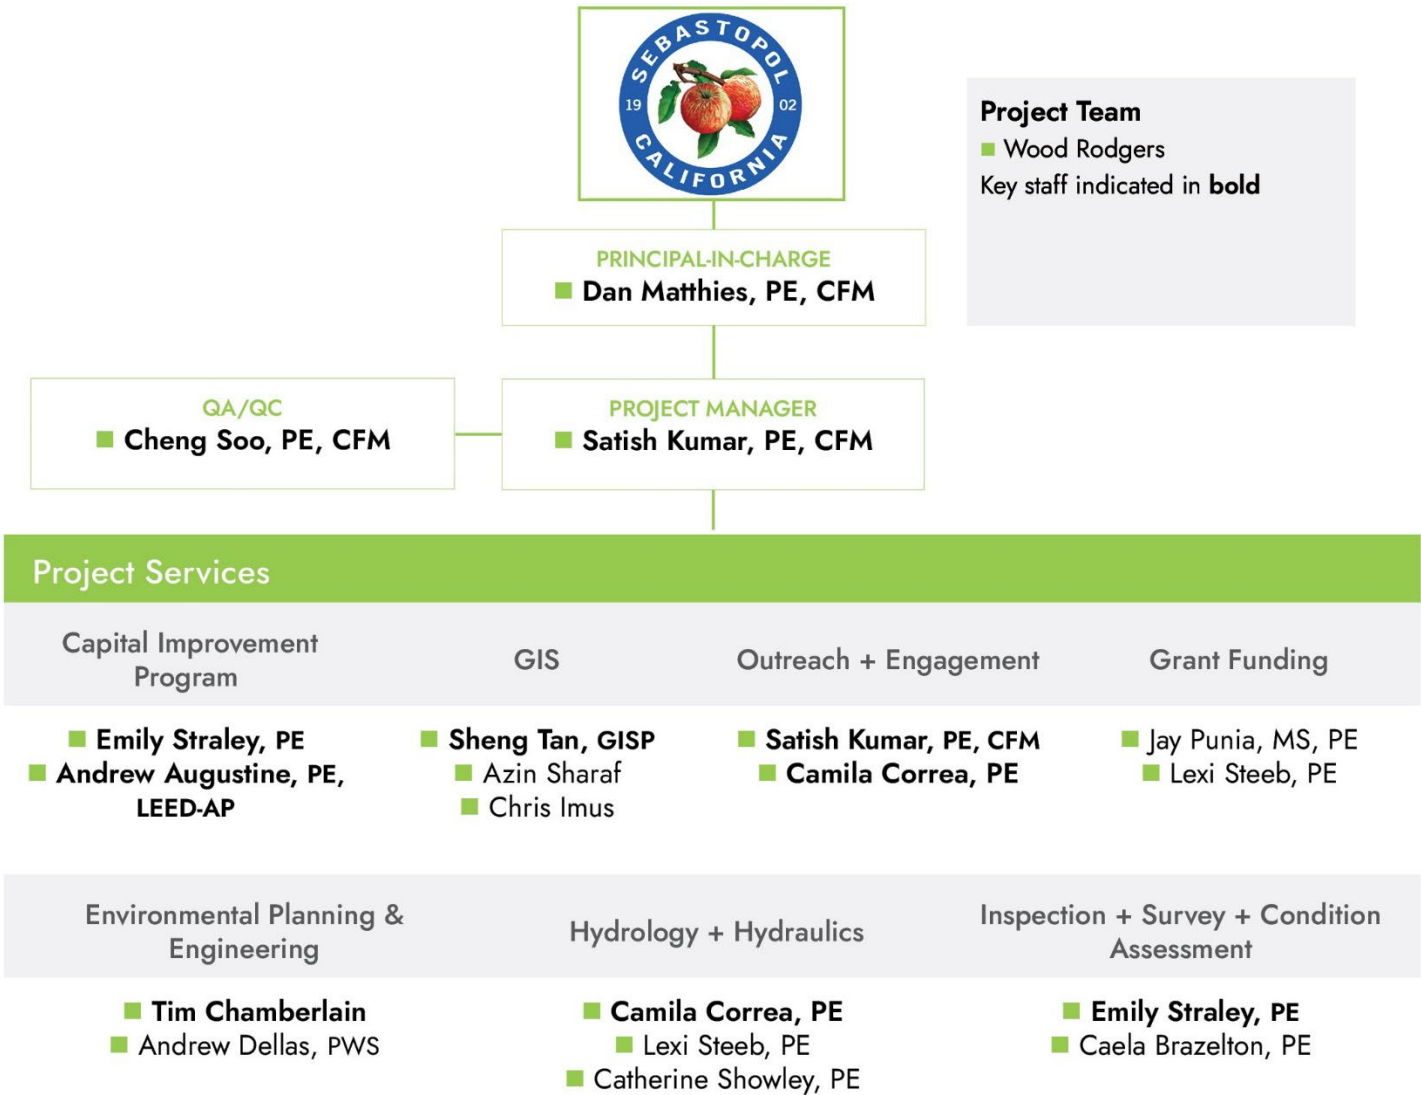 SEBASTOPOL
19 02
CALIFORNIA
Project Team
Wood Rodgers
Key staff indicated in bold
PRINCIPAL-IN-CHARGE
Dan Matthies, PE, CFM
QA/QC
Cheng Soo, PE, CFM
PROJECT MANAGER
Satish Kumar, PE, CFM
Project Services
Capital Improvement
Program
GIS
Outreach + Engagement
Grant Funding
Emily Straley, PE
Andrew Augustine, PE,
LEED-AP
Sheng Tan, GISP
Azin Sharaf
Chris Imus
Satish Kumar, PE, CFM
Camila Correa, PE
Jay Punia, MS, PE
Lexi Steeb, PE
Environmental Planning &
Engineering
Hydrology + Hydraulics
Inspection + Survey + Condition
Assessment
Tim Chamberlain
Andrew Dellas, PWS
Camila Correa, PE
Lexi Steeb, PE
Catherine Showley, PE
Emily Straley, PE
Caela Brazelton, PE